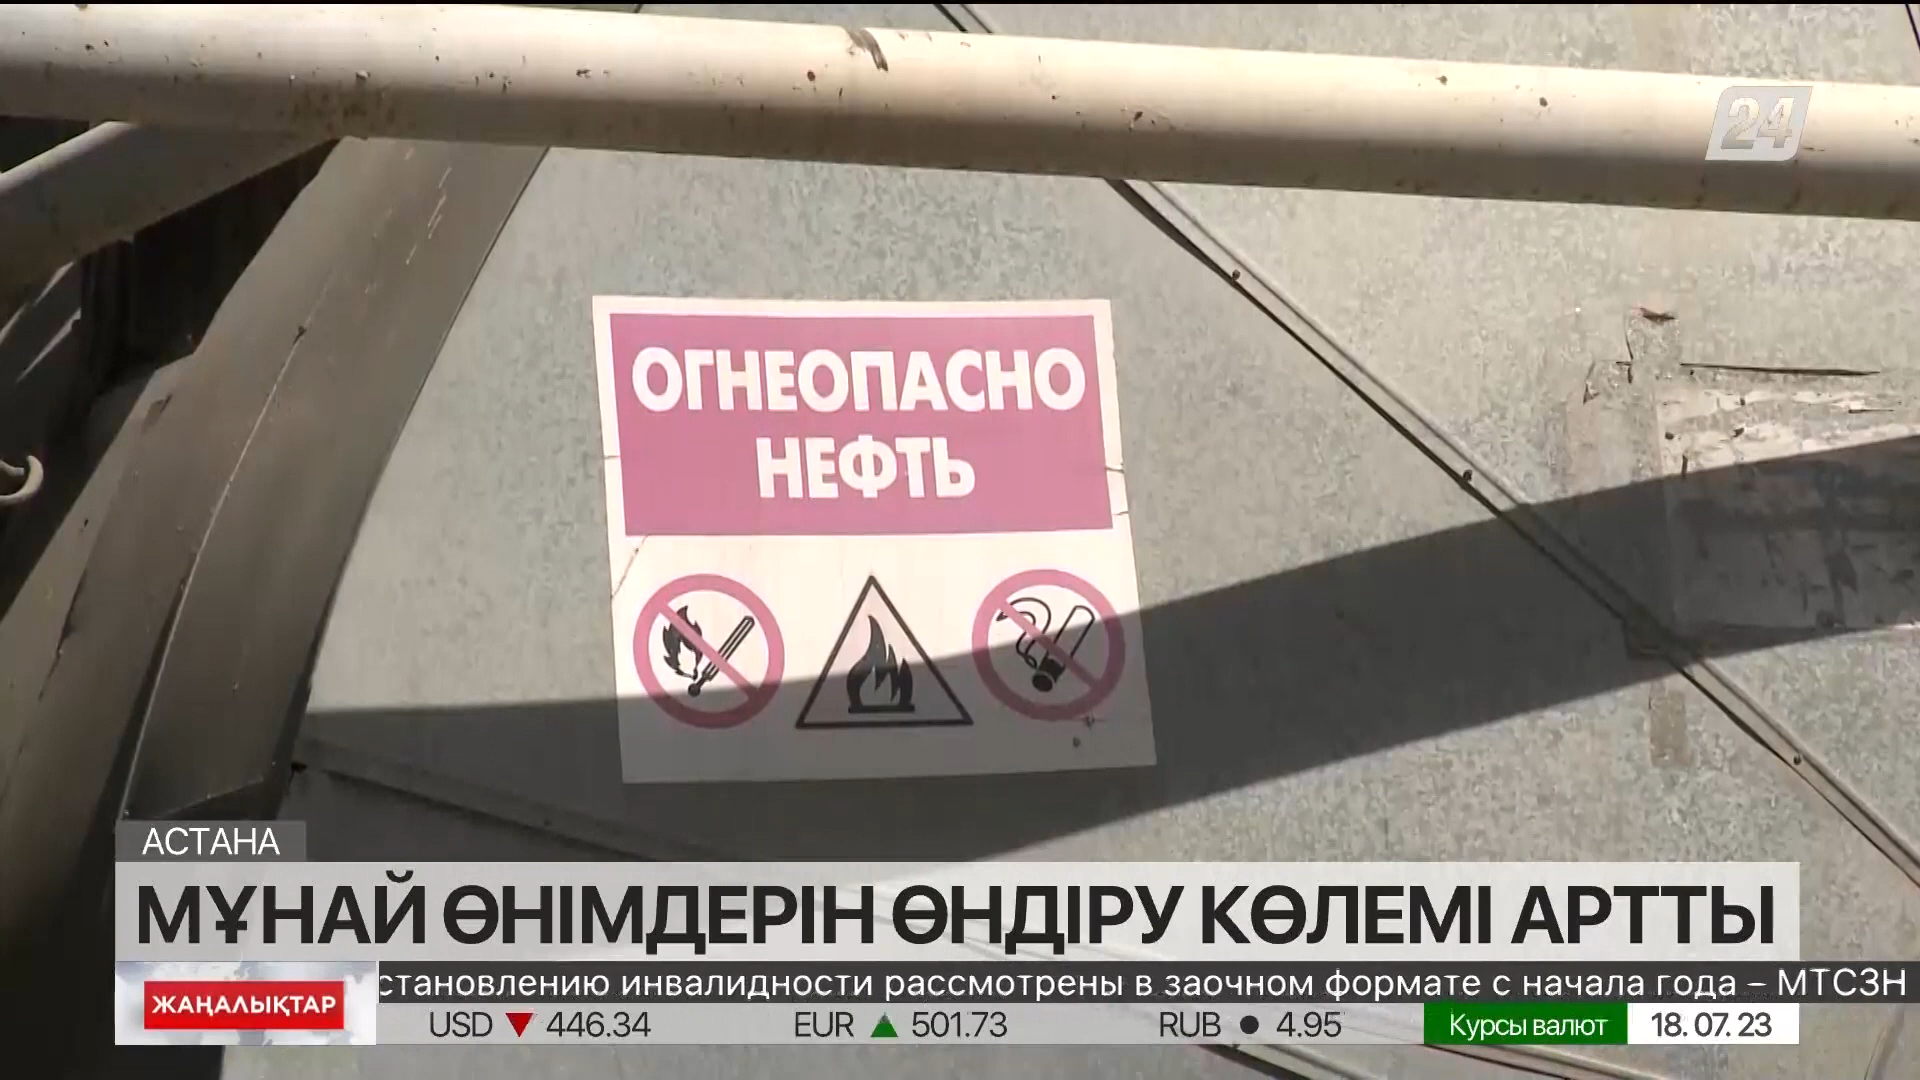 24
ОГНЕОПАСНО
НЕФТЬ
АСТАНА
МҰНАЙ ӨНІМДЕРІН ӨНДІРУ КӨЛЕМІ АРТТЫ
становлению инвалидности рассмотрены в заочном формате с начала года – МТСЗН
ЖАҢАЛЫҚТАР
USD 446.34 EUR 501.73 RUB 4.95 Курсы валют 18.07.23